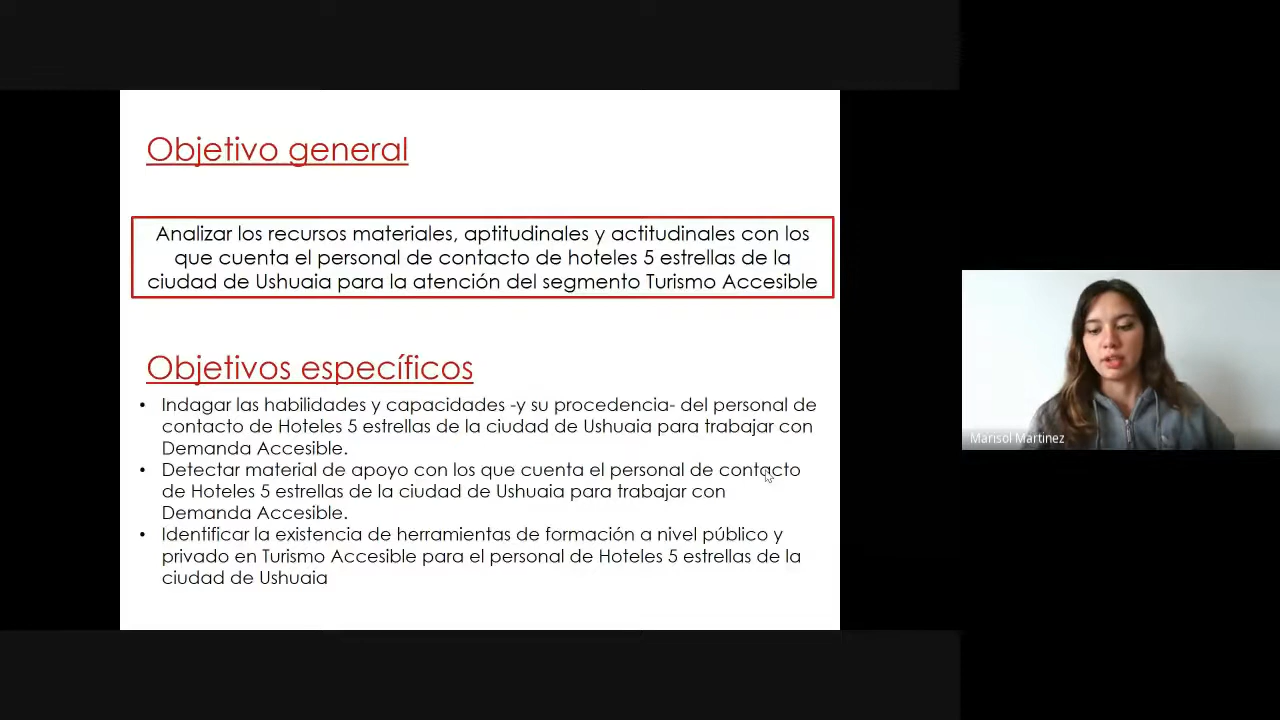 Objetivo general
Analizar los recursos materiales, aptitudinales y actitudinales con los
que cuenta el personal de contacto de hoteles 5 estrellas de la
ciudad de Ushuaia para la atención del segmento Turismo Accesible
Objetivos específicos
• Indagar las habilidades y capacidades -y su procedencia- del personal de
contacto de Hoteles 5 estrellas de la ciudad de Ushuaia para trabajar con
Demanda Accesible.
• Detectar material de apoyo con los que cuenta el personal de contacto
de Hoteles 5 estrellas de la ciudad de Ushuaia para trabajar con
Demanda Accesible.
• Identificar la existencia de herramientas de formación a nivel público y
privado en Turismo Accesible para el personal de Hoteles 5 estrellas de la
ciudad de Ushuaia
Marisol Martinez